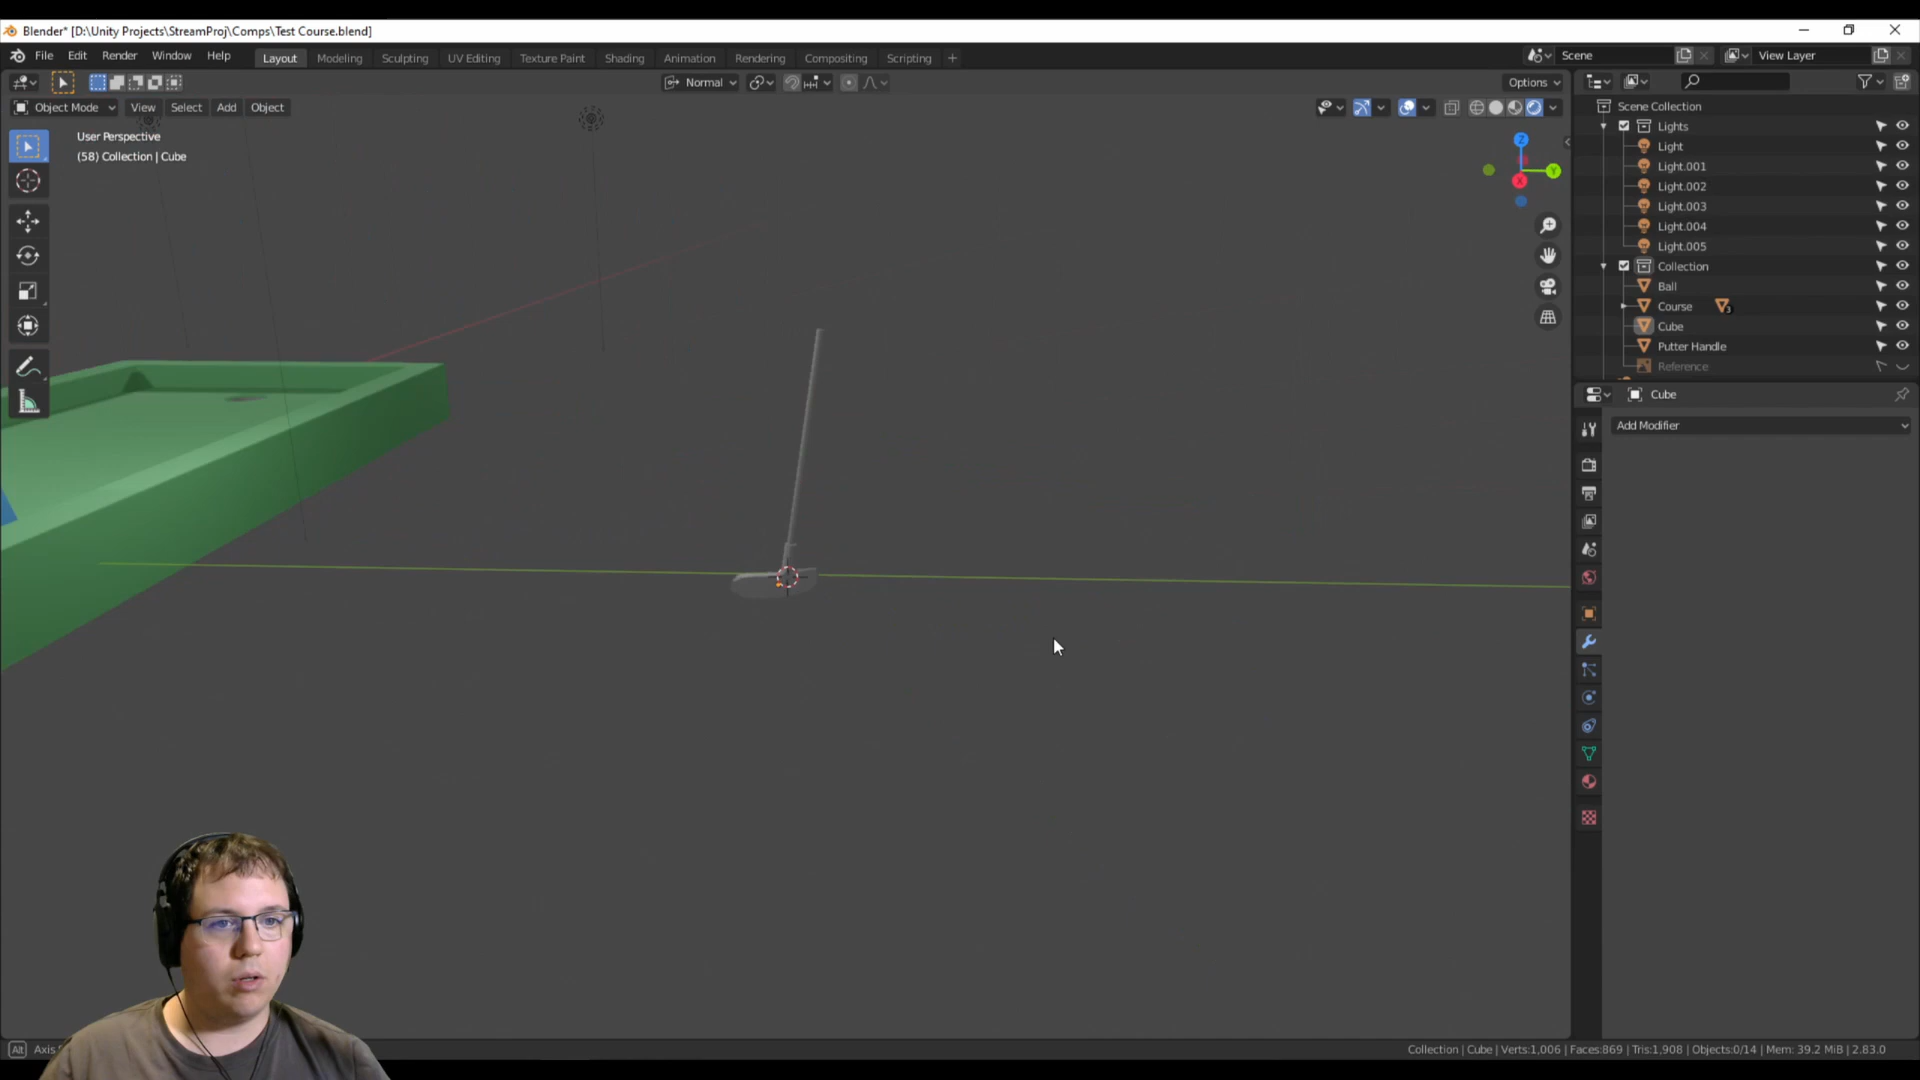 Blender* [D:\Unity Projects\StreamProj\Comps\Test Course.blend]
File Edit Render Window Help Layout Modeling Sculpting UV Editing Texture Paint Shading Animation Rendering Compositing Scripting + Scene View Layer
Normal Options
Object Mode View Select Add Object
User Perspective
(58) Collection | Cube
Z
Y
X
Scene Collection
Lights
Light
Light.001
Light.002
Light.003
Light.004
Light.005
Collection
Ball
Course 3
Cube
Putter Handle
Reference
Cube
Add Modifier
Alt Axis
Collection | Cube | Verts:1,006 | Faces:869 | Tris:1,908 | Objects:0/14 | Mem: 39.2 MiB | 2.83.0